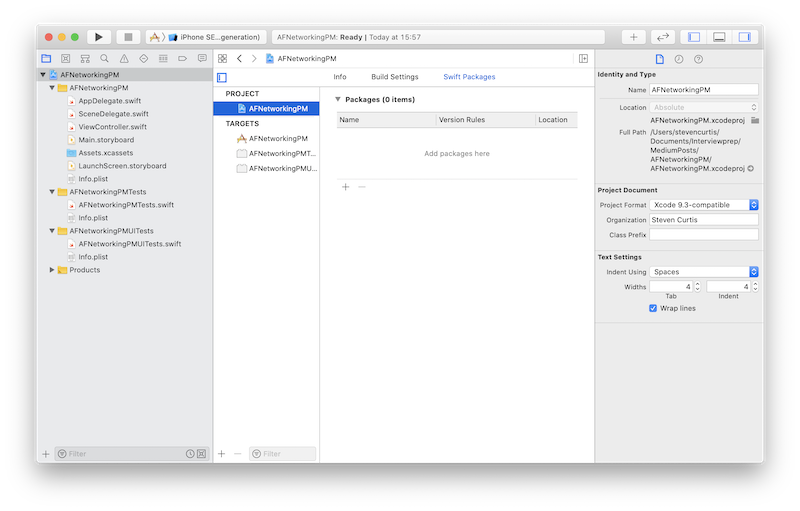 iPhone SE...generation)
AFNetworkingPM: Ready | Today at 15:57
AFNetworkingPM
AFNetworkingPM
AFNetworkingPM
AppDelegate.swift
SceneDelegate.swift
ViewController.swift
Main.storyboard
Assets.xcassets
LaunchScreen.storyboard
Info.plist
AFNetworkingPMTests
AFNetworkingPMTests.swift
Info.plist
AFNetworkingPMUITests
AFNetworkingPMUITests.swift
Info.plist
Products
Filter
Info Build Settings Swift Packages
PROJECT
AFNetworkingPM
TARGETS
AFNetworkingPM
AFNetworkingPMT...
AFNetworkingPMU...
Filter
Packages (0 items)
Name Version Rules Location
Add packages here
Identity and Type
Name AFNetworkingPM
Location Absolute
AFNetworkingPM.xcodeproj
Full Path /Users/stevencurtis/
Documents/Interviewprep/
MediumPosts/
AFNetworkingPM/
AFNetworkingPM.xcodeproj
Project Document
Project Format Xcode 9.3-compatible
Organization Steven Curtis
Class Prefix
Text Settings
Indent Using Spaces
Widths 4 4
Tab Indent
Wrap lines